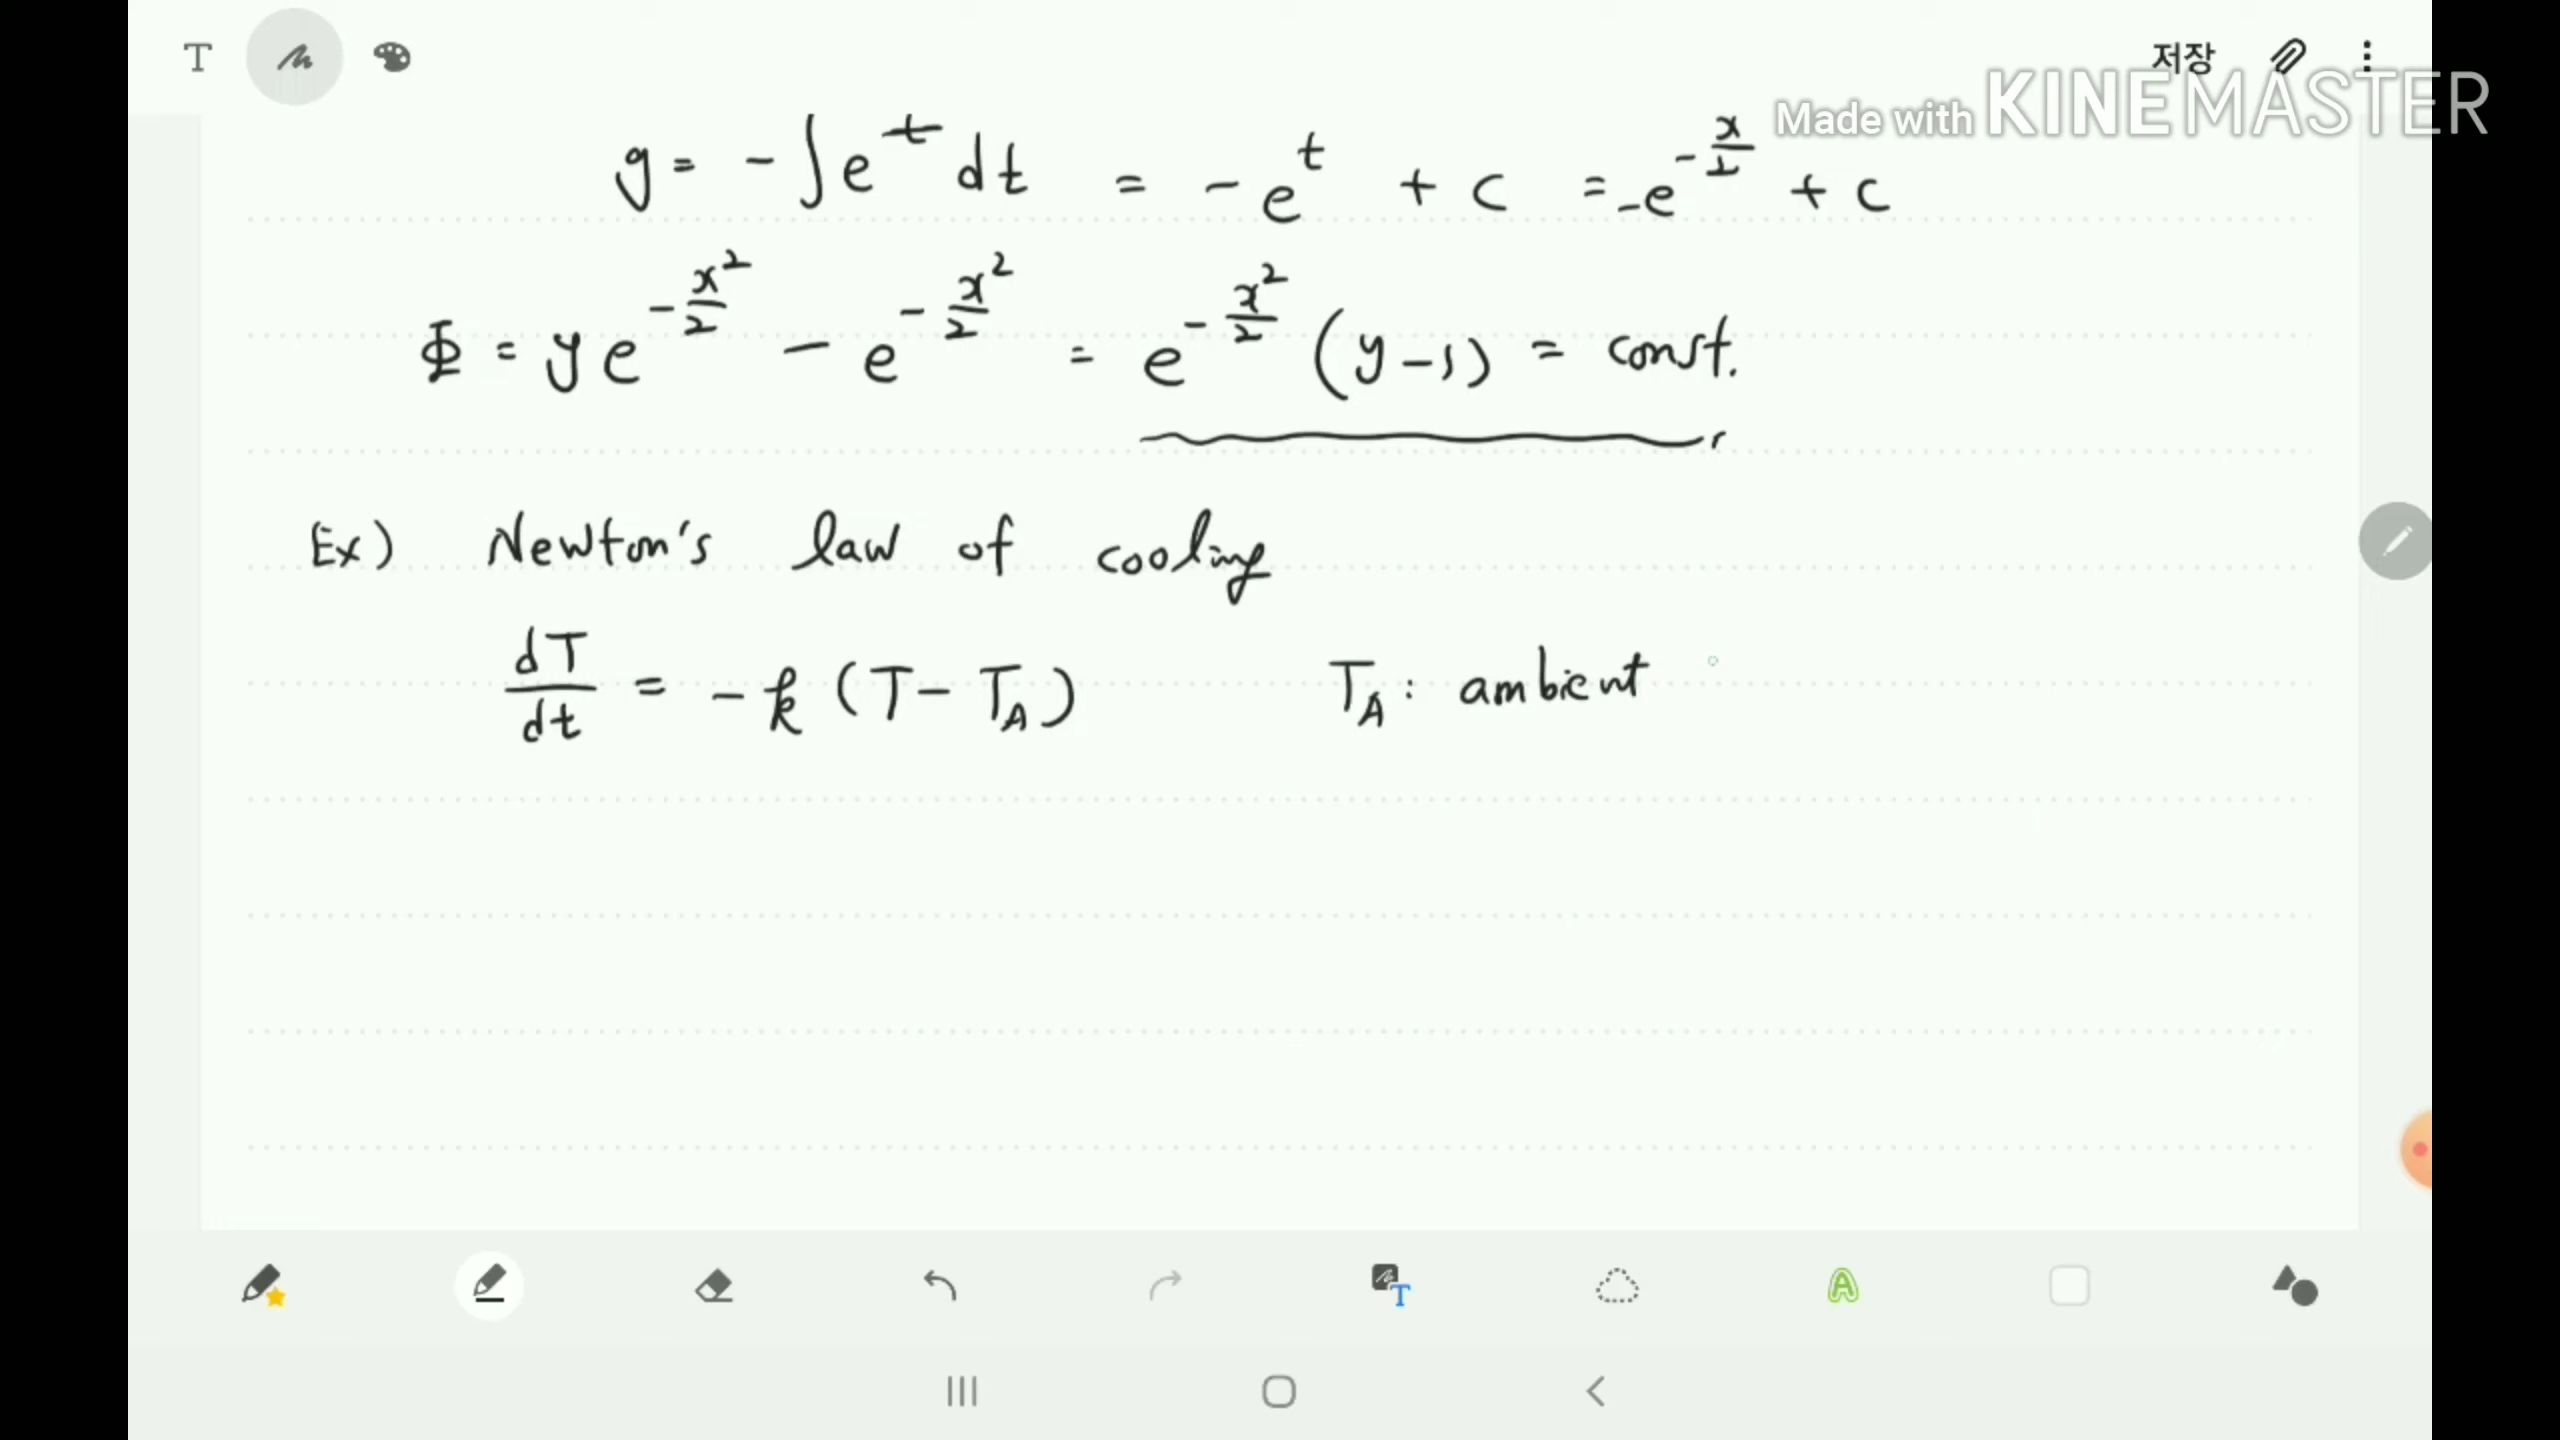 T 저장
Made with KINEMASTER
g = - ∫ e^t dt = - e^t + c = -e^{-x/2} + c
Φ = y e^{-x²/2} - e^{-x²/2} = e^{-x²/2} (y-1) = const.
Ex) Newton's law of cooling
dT/dt = - k (T - T_A) T_A : ambient
T A